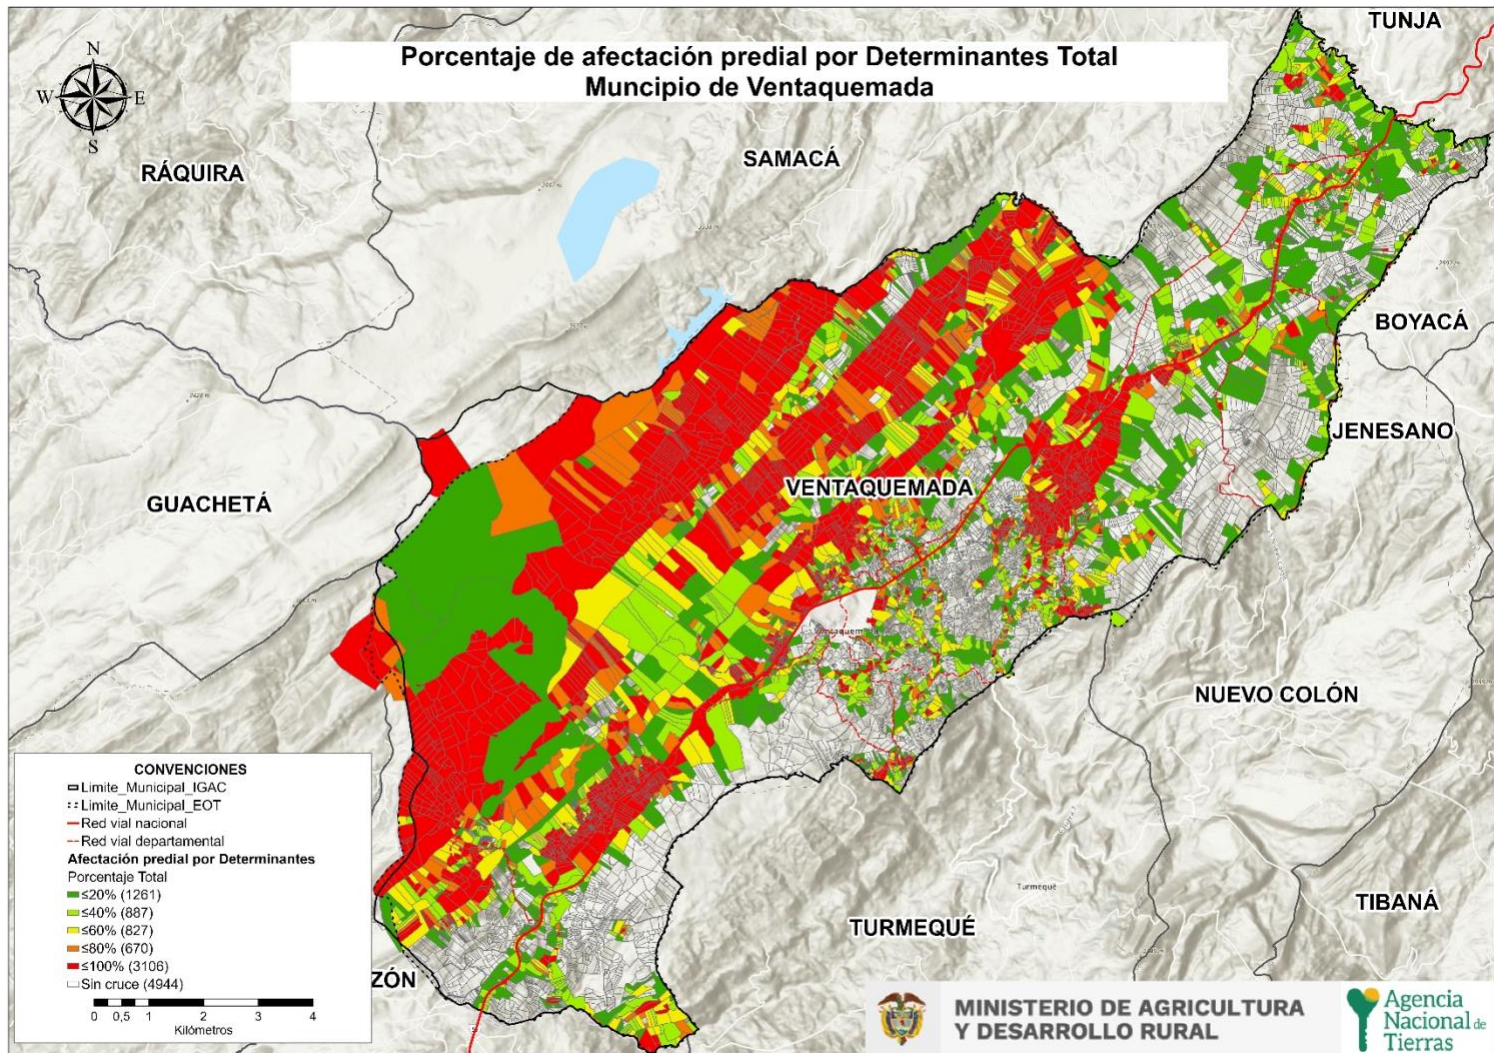 Porcentaje de afectación predial por Determinantes Total
Muncipio de Ventaquemada
N
W
E
S
TUNJA
SAMACÁ
RÁQUIRA
BOYACÁ
JENESANO
VENTAQUEMADA
GUACHETÁ
NUEVO COLÓN
TIBANÁ
Turmequé
TURMEQUÉ
ZÓN
CONVENCIONES
Limite_Municipal_IGAC
Limite_Municipal_EOT
Red vial nacional
Red vial departamental
Afectación predial por Determinantes
Porcentaje Total
≤20% (1261)
≤40% (887)
≤60% (827)
≤80% (670)
≤100% (3106)
Sin cruce (4944)
0 0,5 1 2 3 4
Kilómetros
MINISTERIO DE AGRICULTURA
Y DESARROLLO RURAL
Agencia
Nacional de
Tierras